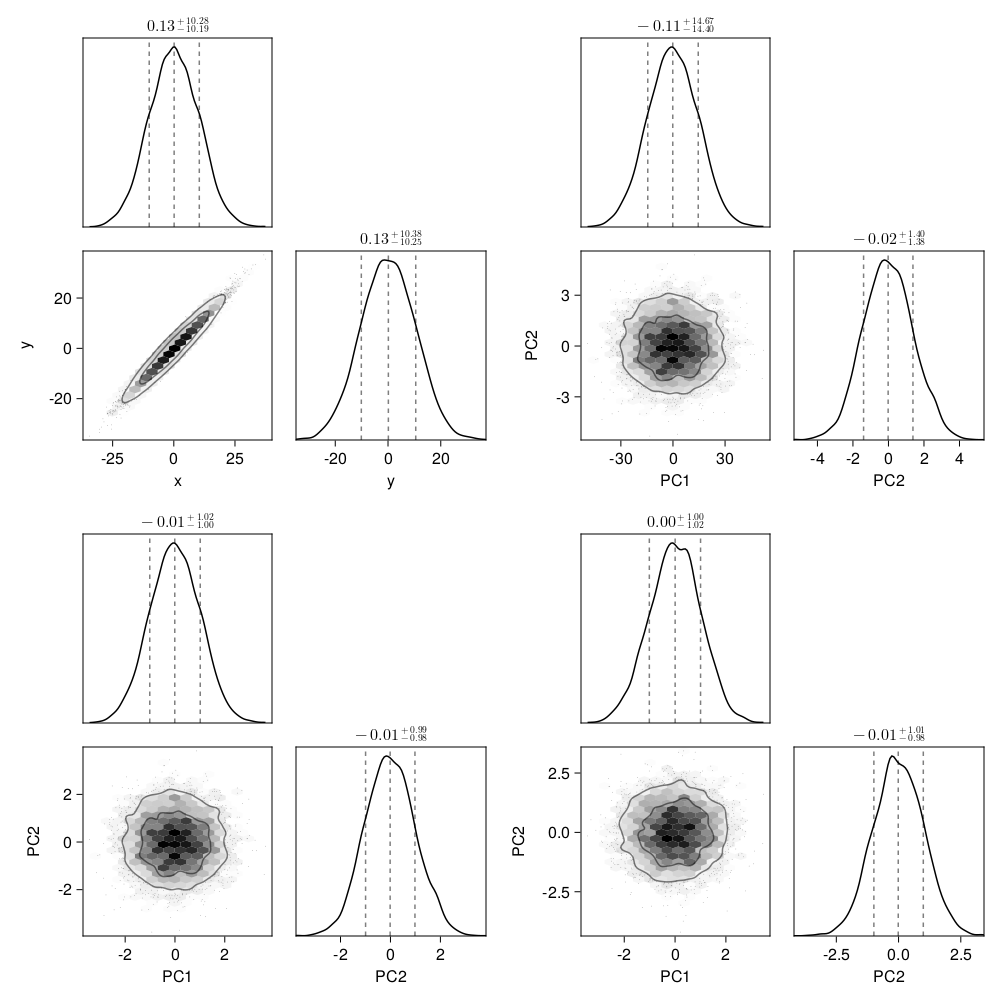 0.13 +10.28 −10.19
− 0.11 +14.67 −14.40
0.13 +10.38 −10.25
− 0.02 +1.40 −1.38
y
20
0
-20
-25 0 25
x
-20 0 20
y
PC2
3
0
-3
-30 0 30
PC1
-4 -2 0 2 4
PC2
− 0.01 +1.02 −1.00
0.00 +1.00 −1.02
− 0.01 +0.99 −0.98
− 0.01 +1.01 −0.98
PC2
2
0
-2
-2 0 2
PC1
-2 0 2
PC2
PC2
2.5
0.0
-2.5
-2 0 2
PC1
-2.5 0.0 2.5
PC2